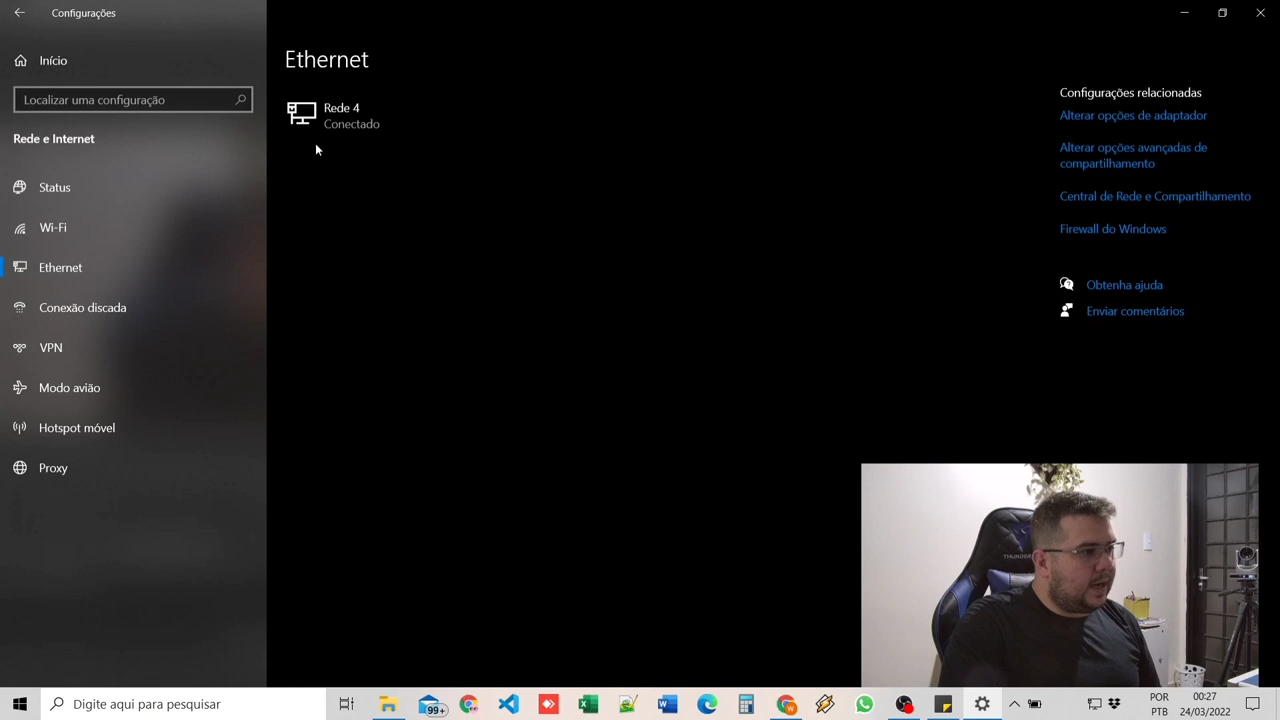 Configurações
Início
Localizar uma configuração
Rede e Internet
Status
Wi-Fi
Ethernet
Conexão discada
VPN
Modo avião
Hotspot móvel
Proxy
Ethernet
Rede 4
Conectado
Configurações relacionadas
Alterar opções de adaptador
Alterar opções avançadas de
compartilhamento
Central de Rede e Compartilhamento
Firewall do Windows
Obtenha ajuda
Enviar comentários
THUNDER
Digite aqui para pesquisar
99+
POR
PTB
00:27
24/03/2022